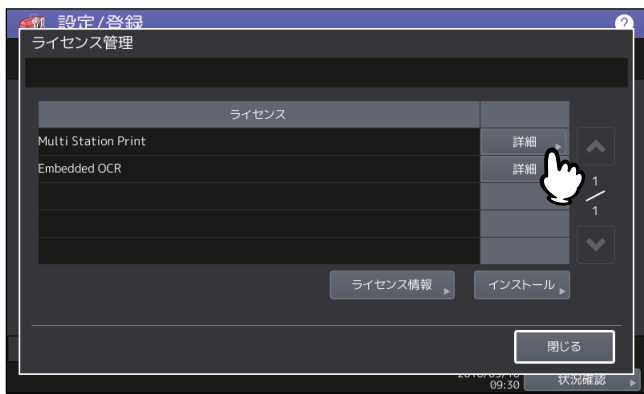 設定/登録
?
ライセンス管理
ライセンス
Multi Station Print 詳細
Embedded OCR 詳細
1
1
ライセンス情報 インストール
閉じる
09:30 状況確認